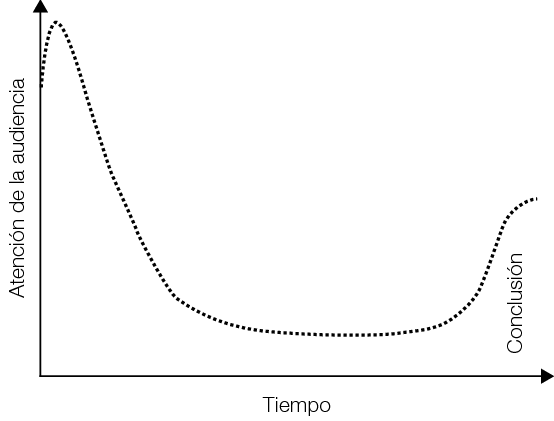 Atención de la audiencia
Conclusión
Tiempo